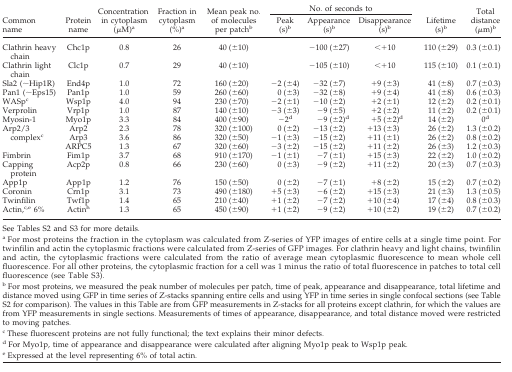 Common name | Protein name | Concentration in cytoplasm (μM)ᵃ | Fraction in cytoplasm (%)ᵃ | Mean peak no. of molecules per patchᵇ | No. of seconds to: Peak (s)ᵇ | Appearance (s)ᵇ | Disappearance (s)ᵇ | Lifetime (s)ᵇ | Total distance (μm)ᵇ
Clathrin heavy chain | Chc1p | 0.8 | 26 | 40 (±10) | | −100 (±27) | <+10 | 110 (±29) | 0.3 (±0.1)
Clathrin light chain | Clc1p | 0.7 | 29 | 40 (±10) | | −105 (±10) | <+10 | 115 (±10) | 0.1 (±0.1)
Sla2 (∼Hip1R) | End4p | 1.0 | 72 | 160 (±20) | −2 (±4) | −32 (±7) | +9 (±3) | 41 (±8) | 0.7 (±0.3)
Pan1 (∼Eps15) | Pan1p | 1.0 | 59 | 260 (±60) | 0 (±3) | −32 (±8) | +9 (±4) | 41 (±8) | 0.6 (±0.3)
WASpᶜ | Wsp1p | 4.0 | 94 | 230 (±70) | −2 (±1) | −10 (±2) | +2 (±1) | 12 (±2) | 0.2 (±0.1)
Verprolin | Vrp1p | 1.0 | 87 | 140 (±10) | −3 (±3) | −9 (±5) | +2 (±2) | 11 (±2) | 0.2 (±0.1)
Myosin-1 | Myo1p | 3.3 | 84 | 400 (±90) | −2ᵈ | −9 (±2)ᵈ | +5 (±2)ᵈ | 14 (±2) | 0ᵈ
Arp2/3 complexᶜ | Arp2 | 2.3 | 78 | 320 (±100) | 0 (±2) | −13 (±2) | +13 (±3) | 26 (±2) | 1.3 (±0.2)
Arp3 | 3.6 | 86 | 320 (±50) | −1 (±3) | −15 (±2) | +11 (±1) | 26 (±2) | 0.8 (±0.2)
ARPC5 | 1.3 | 67 | 320 (±60) | −3 (±2) | −15 (±2) | +11 (±2) | 26 (±3) | 1.2 (±0.3)
Fimbrin | Fim1p | 3.7 | 68 | 910 (±170) | −1 (±1) | −7 (±1) | +15 (±3) | 22 (±2) | 1.0 (±0.2)
Capping protein | Acp2p | 0.8 | 66 | 230 (±60) | 0 (±3) | −9 (±2) | +11 (±2) | 20 (±3) | 0.7 (±0.3)
App1p | App1p | 1.2 | 76 | 150 (±50) | 0 (±2) | −7 (±1) | +8 (±2) | 15 (±2) | 0.7 (±0.2)
Coronin | Crn1p | 3.1 | 73 | 490 (±180) | +5 (±3) | −6 (±2) | +15 (±3) | 21 (±3) | 1.3 (±0.5)
Twinfilin | Twf1p | 1.4 | 65 | 210 (±40) | +1 (±2) | −7 (±2) | +10 (±4) | 17 (±4) | 0.8 (±0.3)
Actin,ᶜ,ᵉ 6% | 1.3 | 65 | 450 (±90) | +1 (±2) | −9 (±2) | +10 (±2) | 19 (±2) | 0.7 (±0.2)
See Tables S2 and S3 for more details.
ᵃ For most proteins the fraction in the cytoplasm was calculated from Z-series of YFP images of entire cells at a single time point. For
twinfilin and actin the cytoplasmic fractions were calculated from Z-series of GFP images. For clathrin heavy and light chains, twinfilin
and actin, the cytoplasmic fractions were calculated from the ratio of average mean cytoplasmic fluorescence to mean whole cell
fluorescence. For all other proteins, the cytoplasmic fraction for a cell was 1 minus the ratio of total fluorescence in patches to total cell
fluorescence (see Table S3).
ᵇ For most proteins, we measured the peak number of molecules per patch, time of peak, appearance and disappearance, total lifetime and
distance moved using GFP in time series of Z-stacks spanning entire cells and using YFP in time series in single confocal sections (see Table
S2 for comparison). The values in this Table are from GFP measurements in Z-stacks for all proteins except clathrin, for which the values are
from YFP measurements in single sections. Measurements of times of appearance, disappearance, and total distance moved were restricted
to moving patches.
ᶜ These fluorescent proteins are not fully functional; the text explains their minor defects.
ᵈ For Myo1p, time of appearance and disappearance were calculated after aligning Myo1p peak to Wsp1p peak.
ᵉ Expressed at the level representing 6% of total actin.